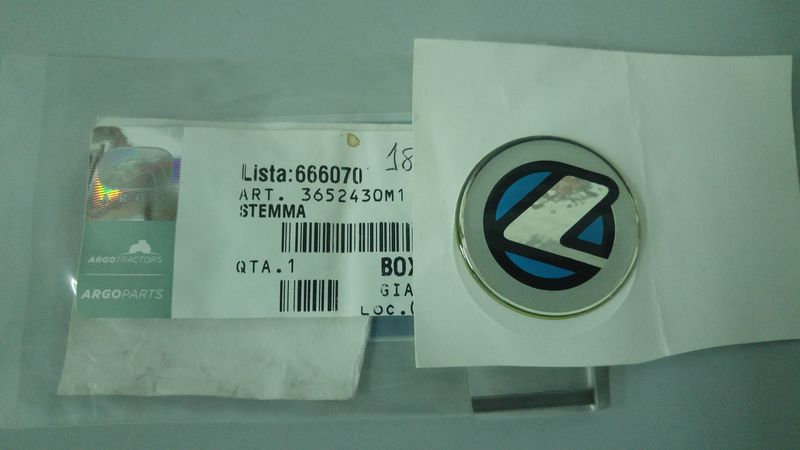 Lista:666070
18
ART. 3652430M1
STEMMA
QTA.1
BOX
GIA
LOC.(
ARGOTRACTORS
ARGOPARTS